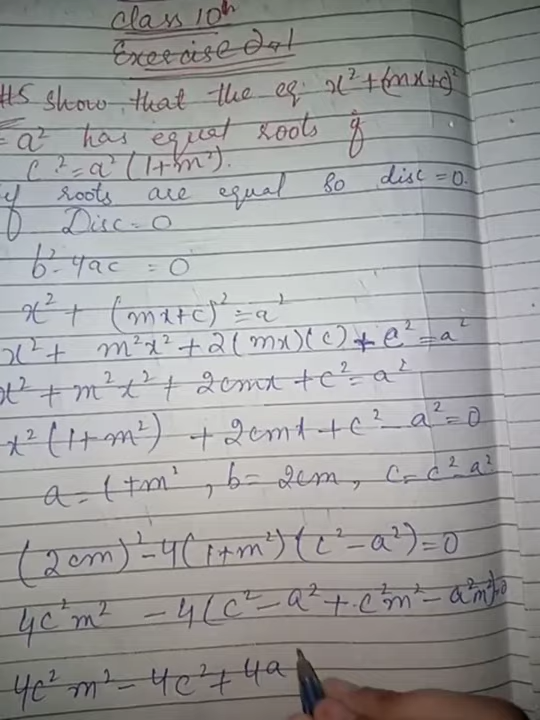 Class 10th
Exercise 2.1
#5 show that the eq. x² + (mx+c)²
= a² has equal roots if
c² = a² (1+m²).
if roots are equal so disc = 0.
Disc = 0
b² - 4ac = 0
x² + (mx+c)² = a²
x² + m²x² + 2(mx)(c) + c² = a²
x² + m²x² + 2cmx + c² = a²
x² (1+m²) + 2cmx + c² - a² = 0
a = 1+m², b = 2cm, c = c² - a²
(2cm)² - 4(1+m²)(c² - a²) = 0
4c²m² - 4(c² - a² + c²m² - a²m²) = 0
4c²m² - 4c² + 4a